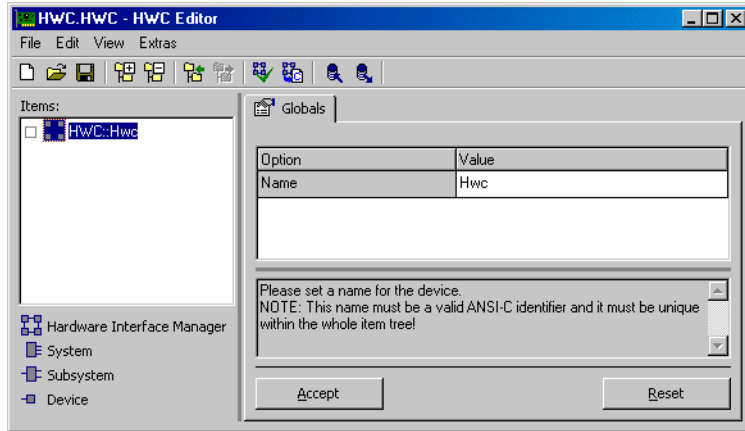 HWC.HWC - HWC Editor
File Edit View Extras
Items:
HWC::Hwc
Globals
Option Value
Name Hwc
Please set a name for the device.
NOTE: This name must be a valid ANSI-C identifier and it must be unique
within the whole item tree!
Hardware Interface Manager
System
Subsystem
Device
Accept Reset